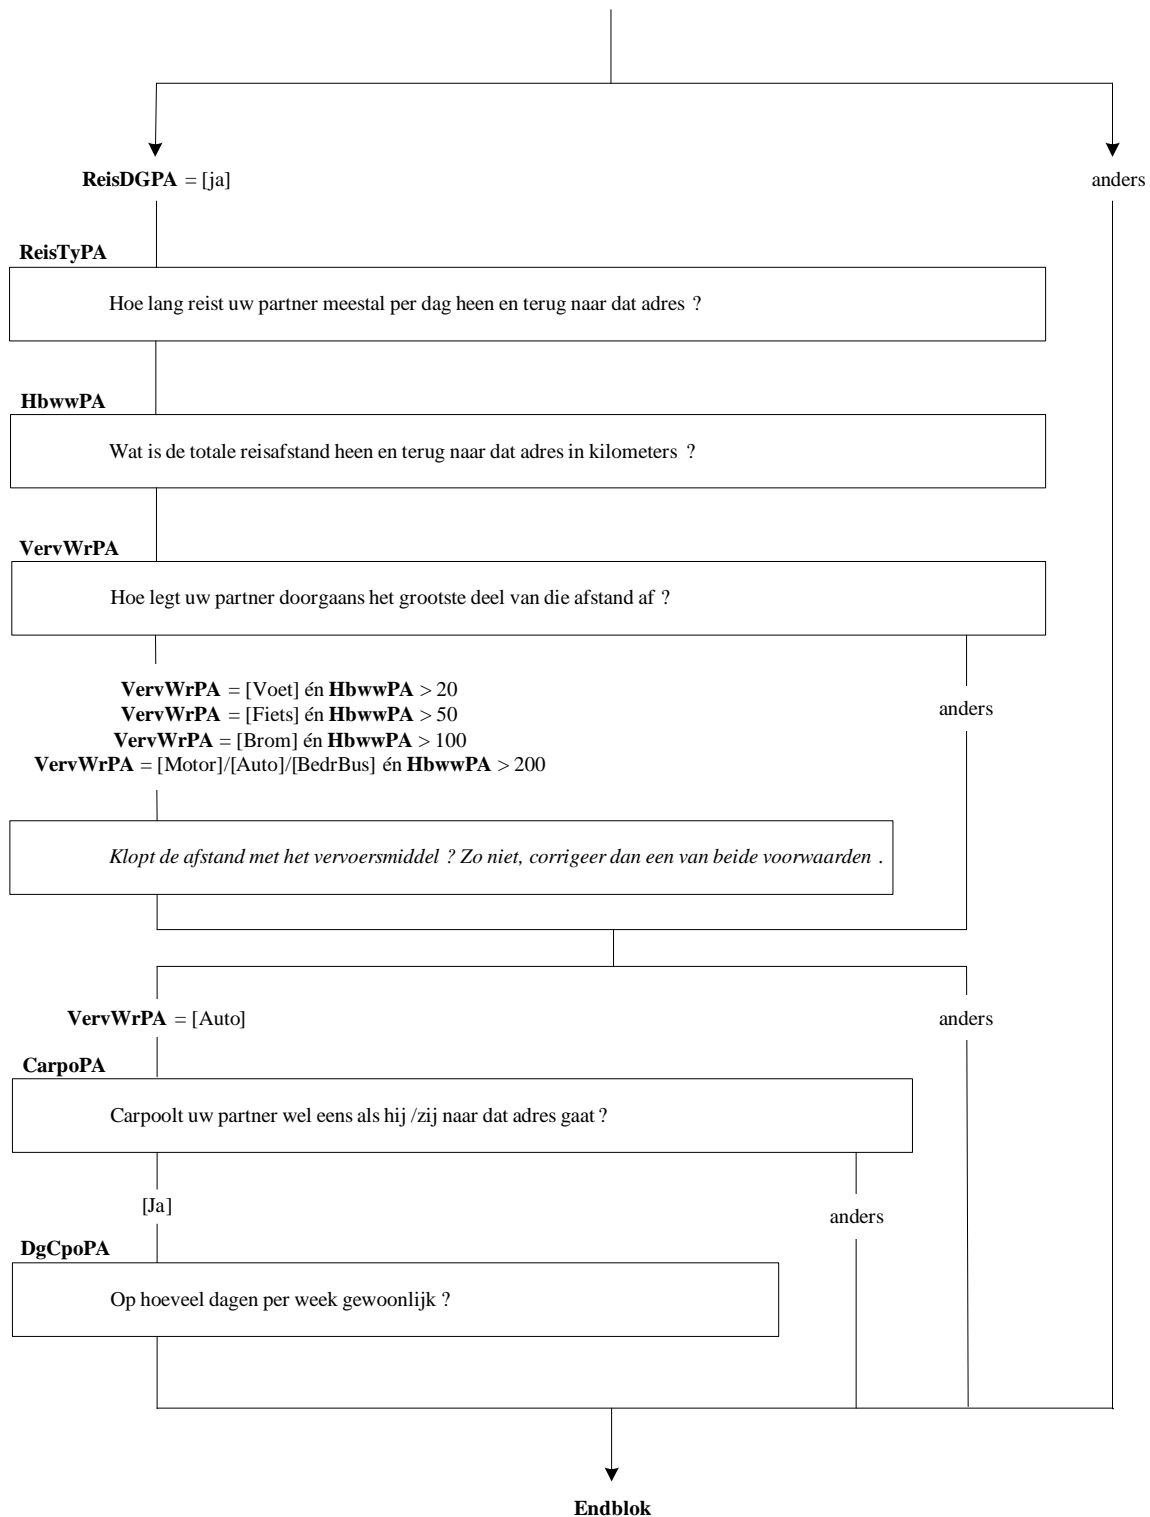 ReisDGPA = [ja]
anders
ReisTyPA
Hoe lang reist uw partner meestal per dag heen en terug naar dat adres ?
HbwwPA
Wat is de totale reisafstand heen en terug naar dat adres in kilometers ?
VervWrPA
Hoe legt uw partner doorgaans het grootste deel van die afstand af ?
VervWrPA = [Voet] én HbwwPA > 20
VervWrPA = [Fiets] én HbwwPA > 50
VervWrPA = [Brom] én HbwwPA > 100
VervWrPA = [Motor]/[Auto]/[BedrBus] én HbwwPA > 200
anders
Klopt de afstand met het vervoersmiddel ? Zo niet, corrigeer dan een van beide voorwaarden .
VervWrPA = [Auto]
anders
CarpoPA
Carpoolt uw partner wel eens als hij /zij naar dat adres gaat ?
[Ja]
anders
DgCpoPA
Op hoeveel dagen per week gewoonlijk ?
Endblok